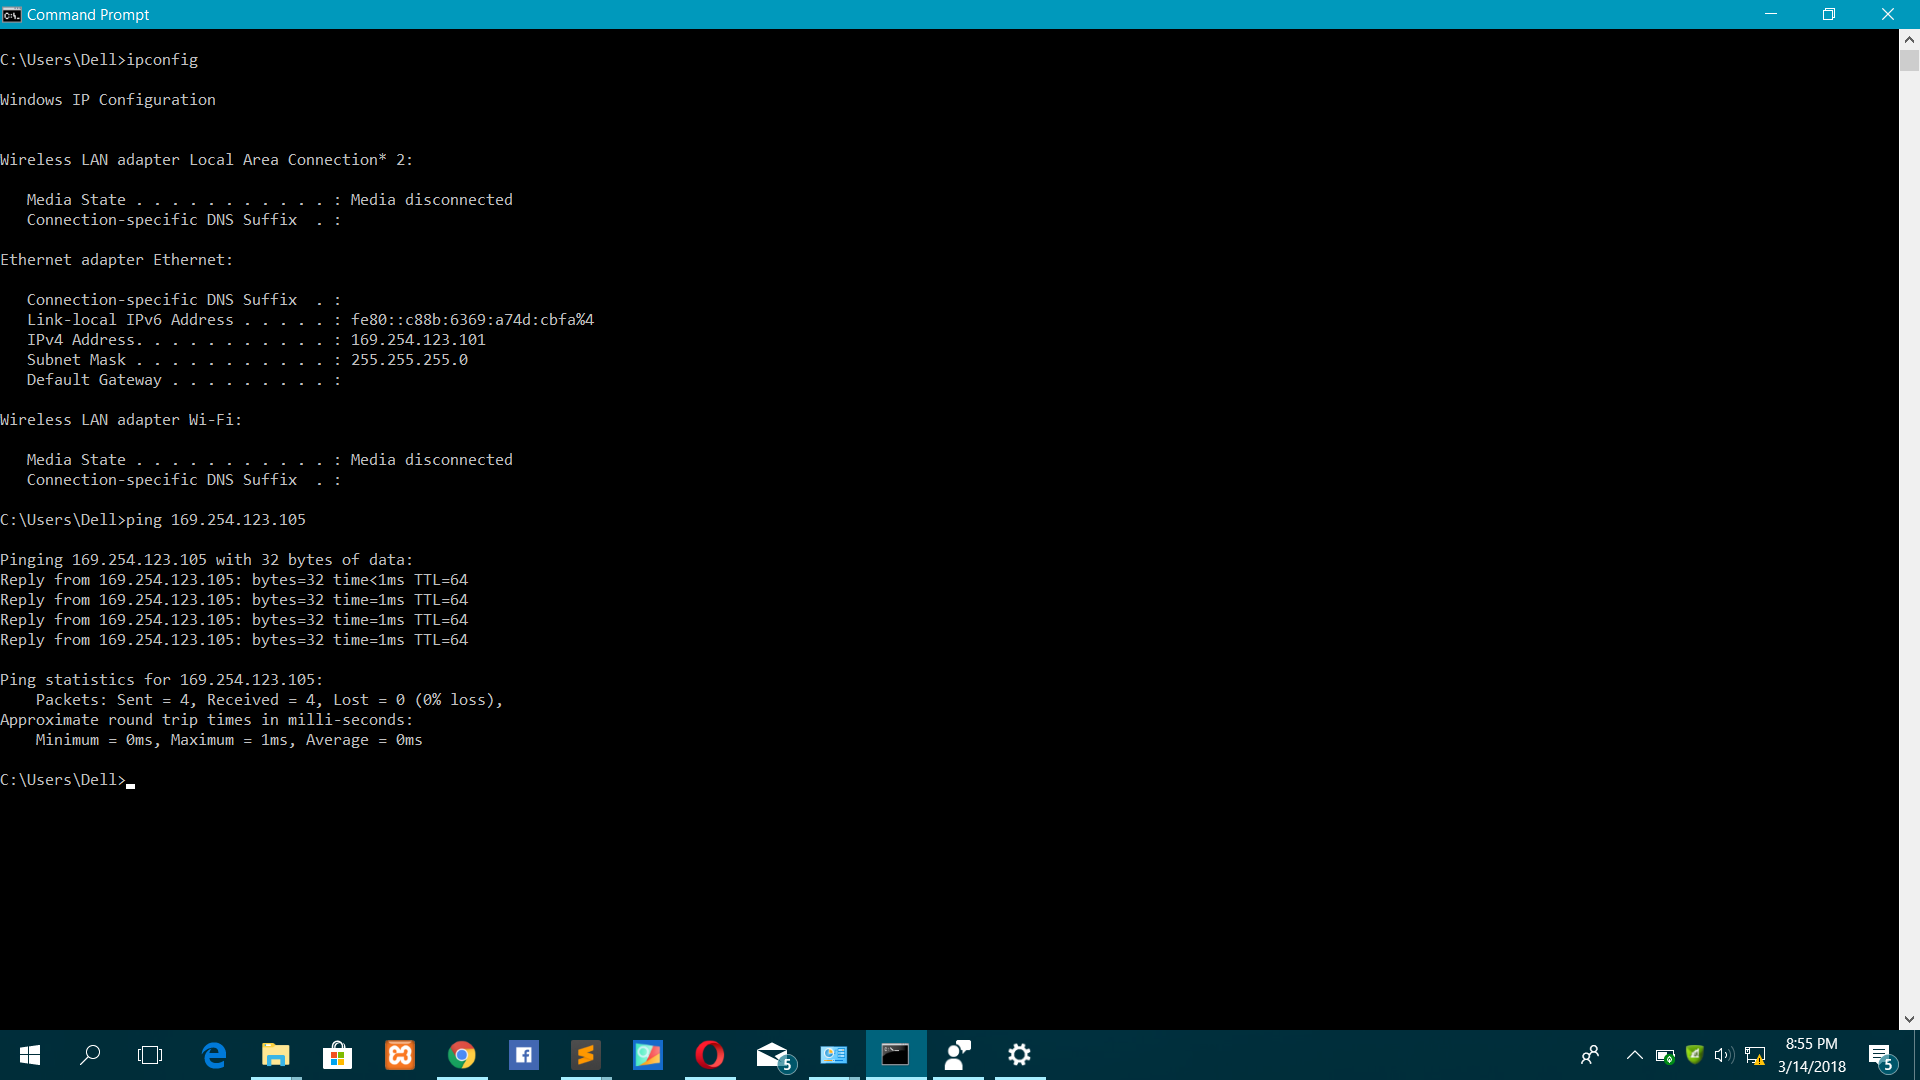 Command Prompt
C:\Users\Dell>ipconfig
Windows IP Configuration
Wireless LAN adapter Local Area Connection* 2:
   Media State . . . . . . . . . . . : Media disconnected
   Connection-specific DNS Suffix  . :
Ethernet adapter Ethernet:
   Connection-specific DNS Suffix  . :
   Link-local IPv6 Address . . . . . : fe80::c88b:6369:a74d:cbfa%4
   IPv4 Address. . . . . . . . . . . : 169.254.123.101
   Subnet Mask . . . . . . . . . . . : 255.255.255.0
   Default Gateway . . . . . . . . . :
Wireless LAN adapter Wi-Fi:
   Media State . . . . . . . . . . . : Media disconnected
   Connection-specific DNS Suffix  . :
C:\Users\Dell>ping 169.254.123.105
Pinging 169.254.123.105 with 32 bytes of data:
Reply from 169.254.123.105: bytes=32 time<1ms TTL=64
Reply from 169.254.123.105: bytes=32 time=1ms TTL=64
Reply from 169.254.123.105: bytes=32 time=1ms TTL=64
Reply from 169.254.123.105: bytes=32 time=1ms TTL=64
Ping statistics for 169.254.123.105:
    Packets: Sent = 4, Received = 4, Lost = 0 (0% loss),
Approximate round trip times in milli-seconds:
    Minimum = 0ms, Maximum = 1ms, Average = 0ms
C:\Users\Dell>
5
8:55 PM
3/14/2018
5